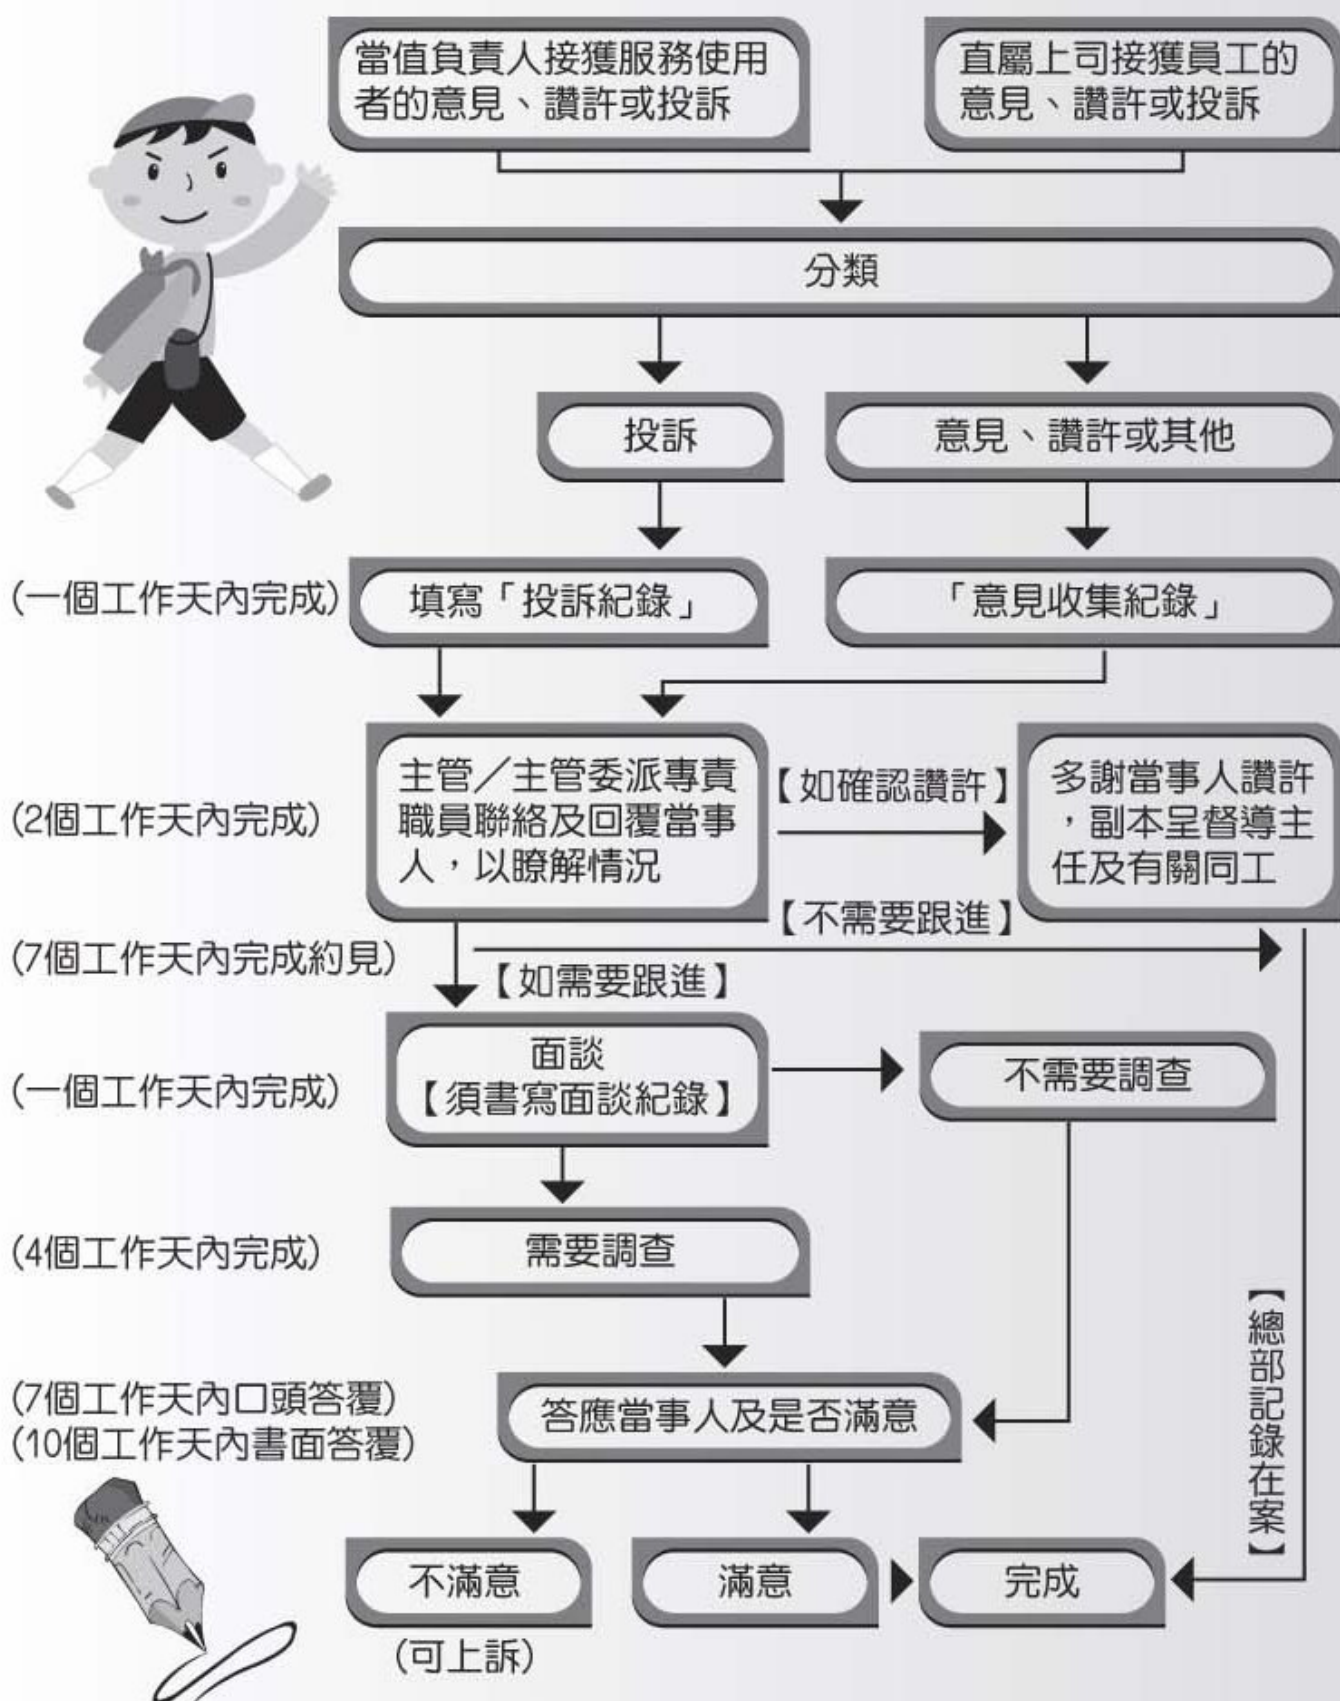 當值負責人接獲服務使用
者的意見、讚許或投訴
直屬上司接獲員工的
意見、讚許或投訴
分類
投訴
意見、讚許或其他
(一個工作天內完成)
填寫「投訴紀錄」
「意見收集紀錄」
(2個工作天內完成)
主管／主管委派專責
職員聯絡及回覆當事
人，以瞭解情況
【如確認讚許】
多謝當事人讚許
，副本呈督導主
任及有關同工
【不需要跟進】
(7個工作天內完成約見)
【如需要跟進】
(一個工作天內完成)
面談
【須書寫面談紀錄】
不需要調查
(4個工作天內完成)
需要調查
【總部記錄在案】
(7個工作天內口頭答覆)
(10個工作天內書面答覆)
答應當事人及是否滿意
不滿意
滿意
完成
(可上訴)